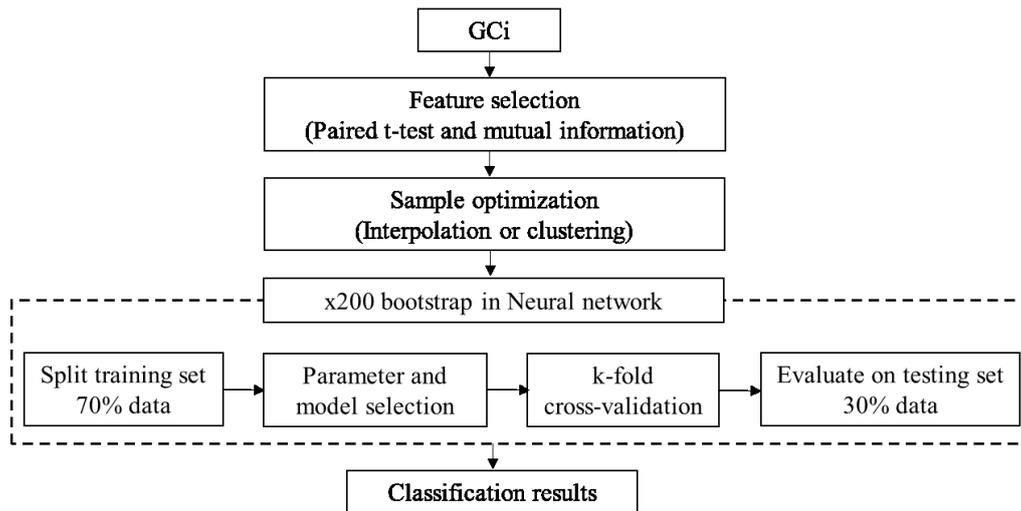 GCi
Feature selection
(Paired t-test and mutual information)
Sample optimization
(Interpolation or clustering)
x200 bootstrap in Neural network
Split training set
70% data
Parameter and
model selection
k-fold
cross-validation
Evaluate on testing set
30% data
Classification results